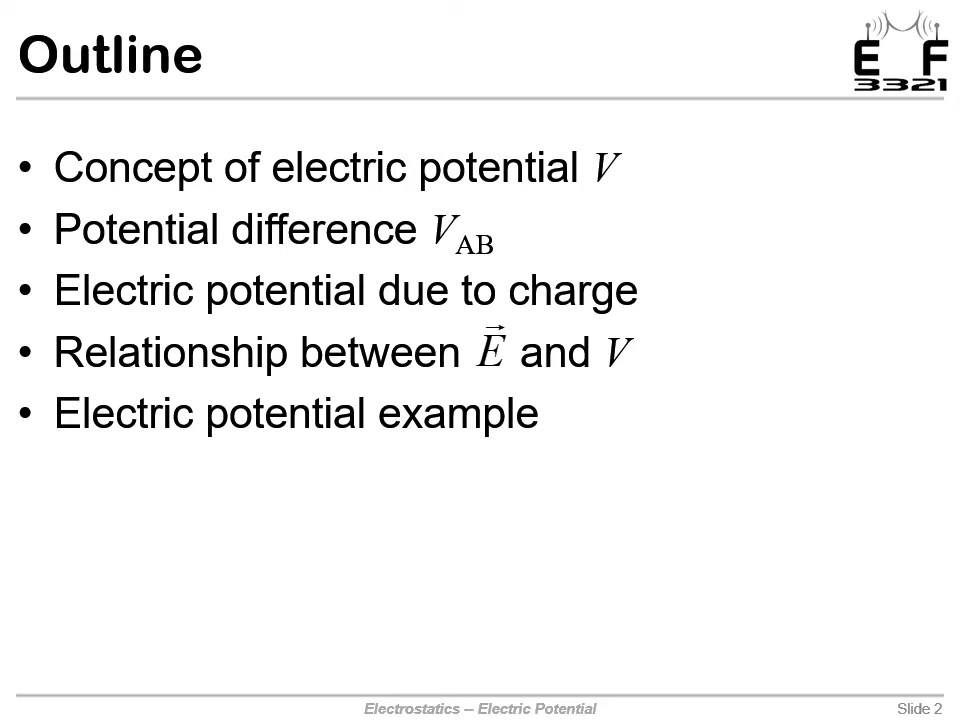 Outline
E F
3321
• Concept of electric potential V
• Potential difference V_AB
• Electric potential due to charge
• Relationship between E⃗ and V
• Electric potential example
Electrostatics -- Electric Potential
Slide 2